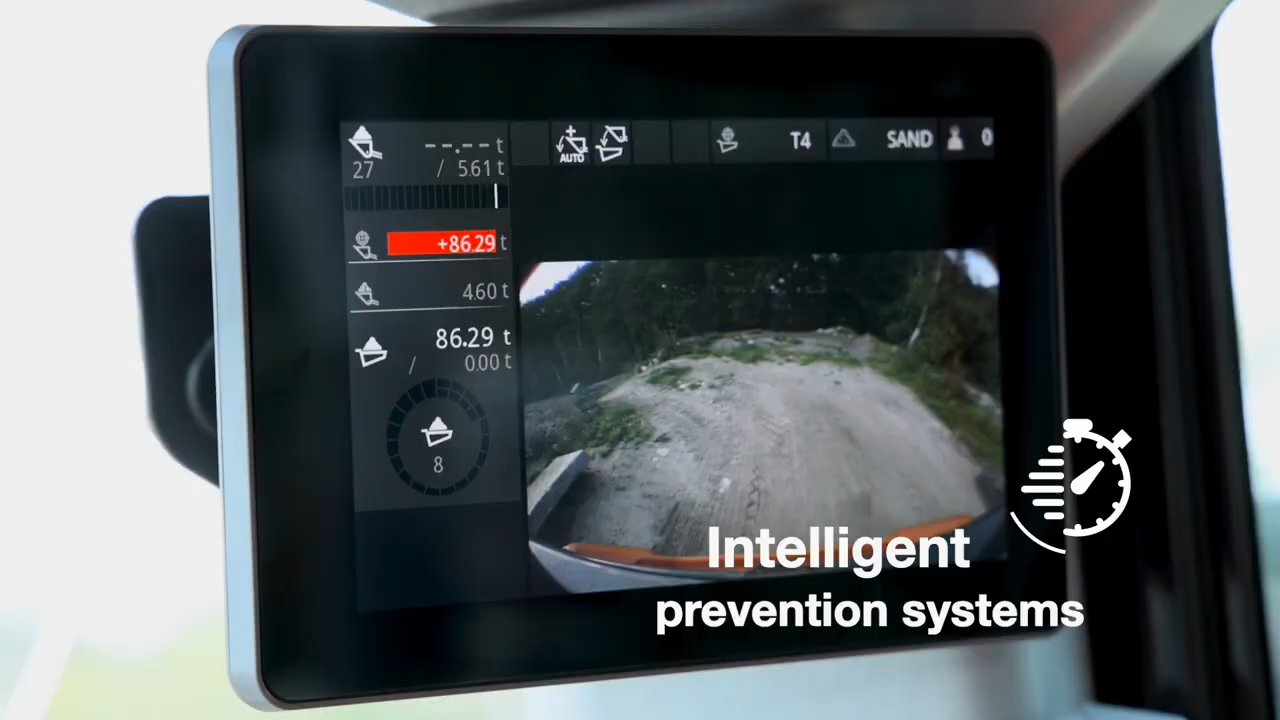 --.-- t
27 / 5.61 t
AUTO
T4
SAND
0
+86.29 t
4.60 t
86.29 t
/ 0.00 t
8
Intelligent
prevention systems